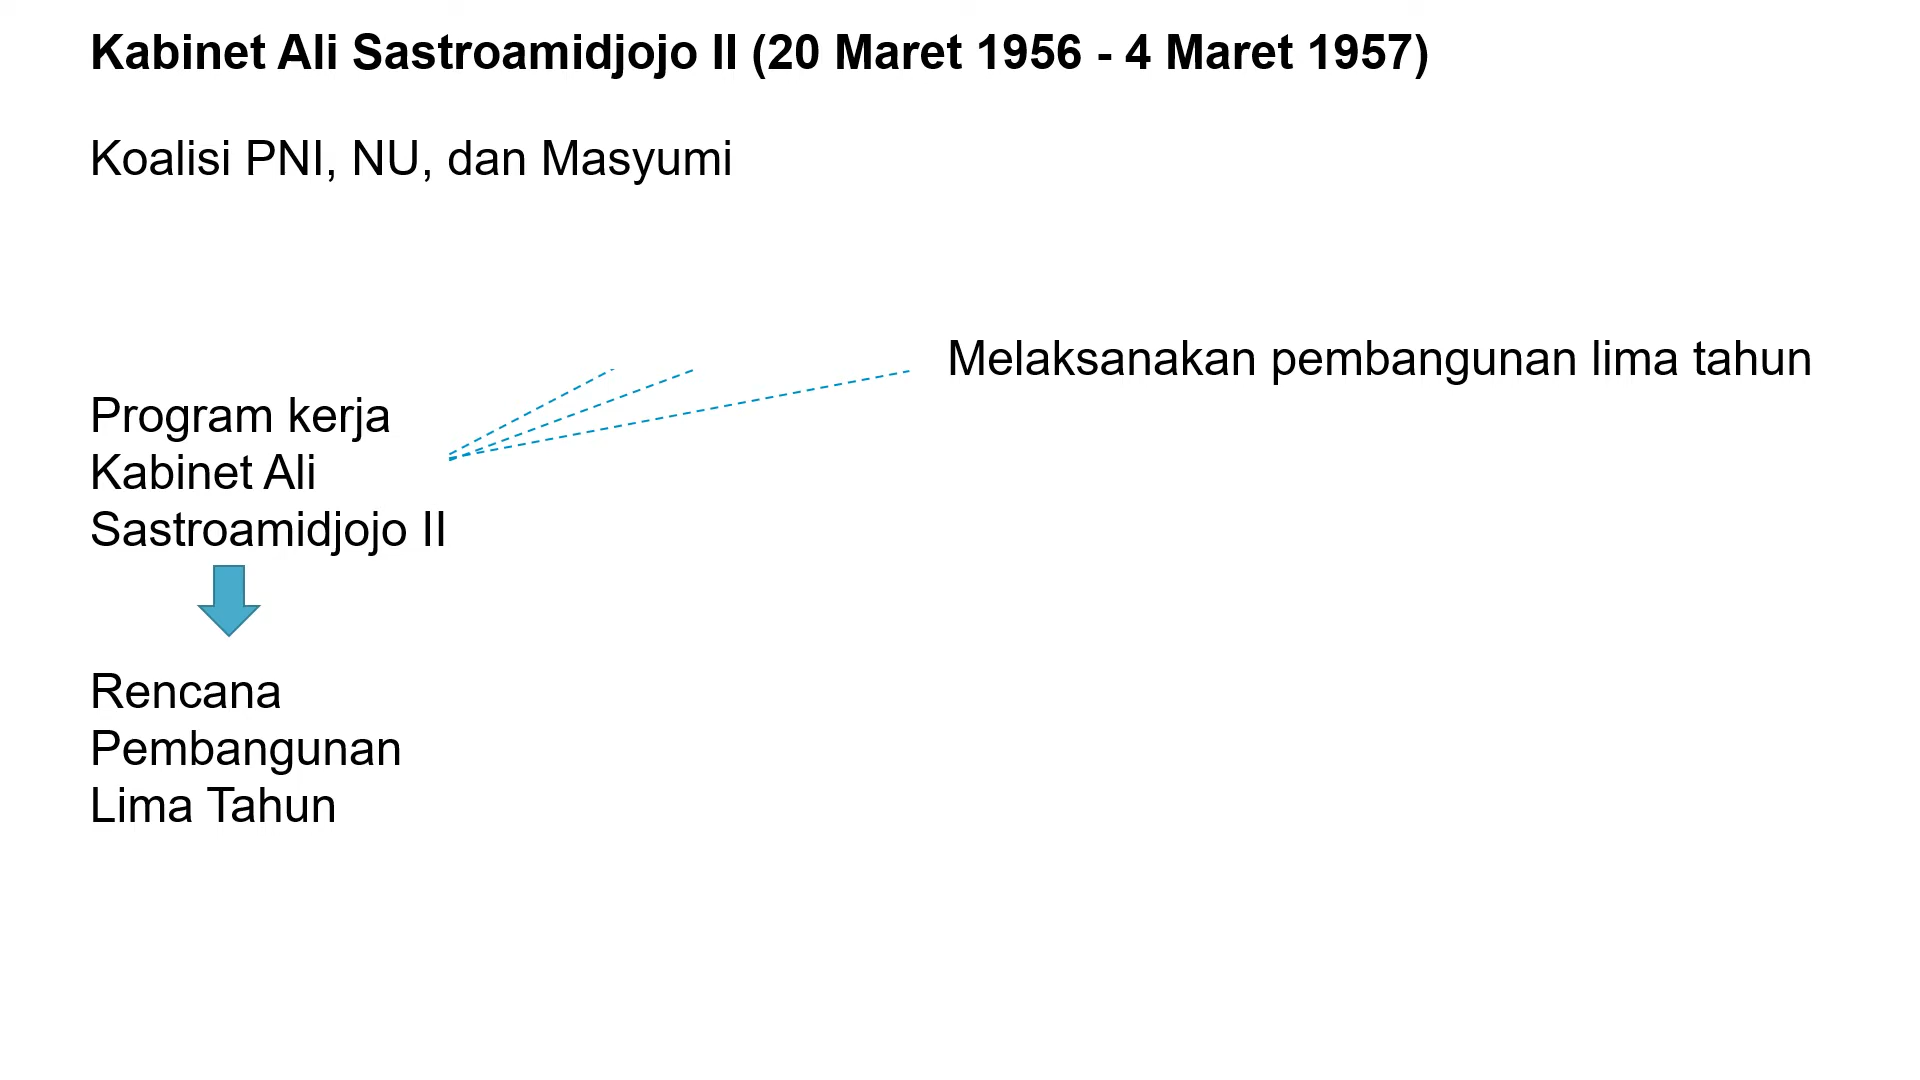 Kabinet Ali Sastroamidjojo II (20 Maret 1956 - 4 Maret 1957)
Koalisi PNI, NU, dan Masyumi
Melaksanakan pembangunan lima tahun
Program kerja
Kabinet Ali
Sastroamidjojo II
Rencana
Pembangunan
Lima Tahun